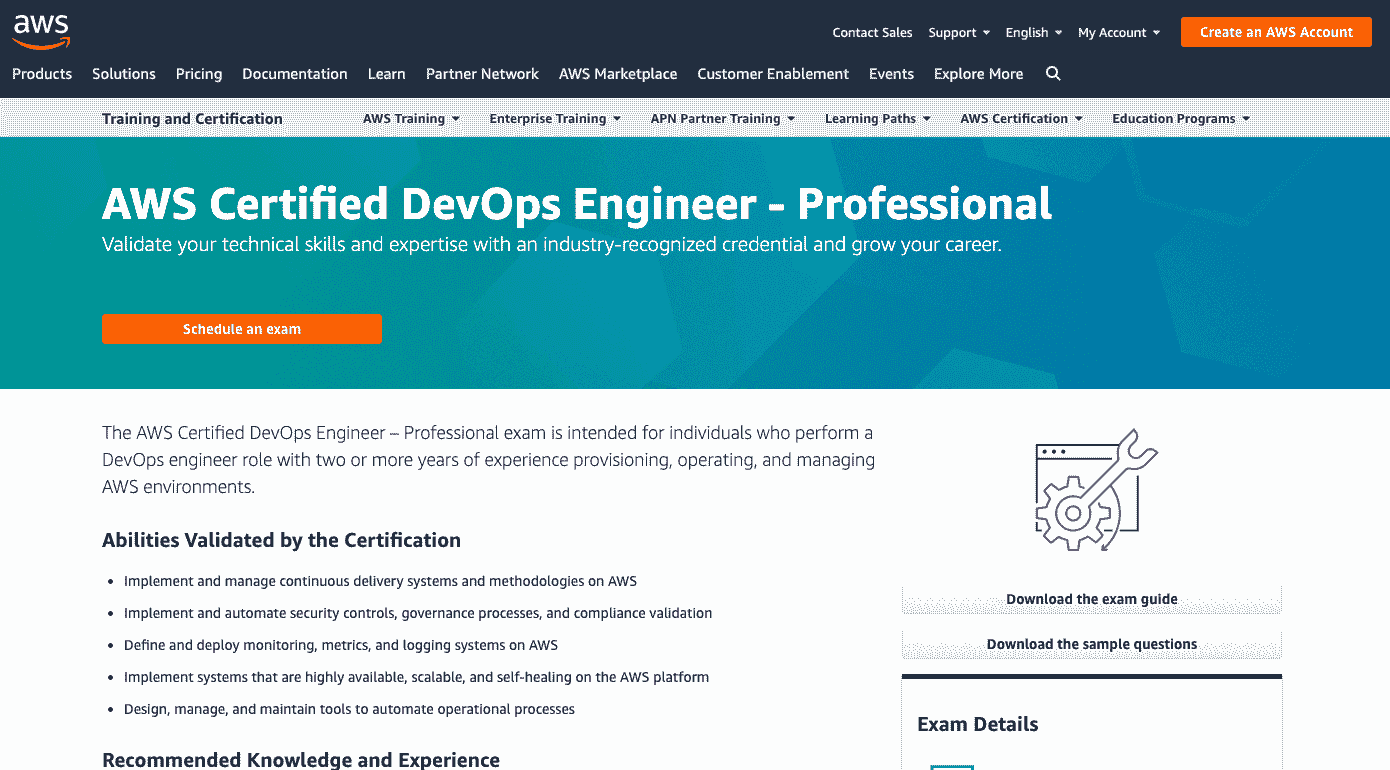 aws
Contact Sales Support English My Account Create an AWS Account
Products Solutions Pricing Documentation Learn Partner Network AWS Marketplace Customer Enablement Events Explore More
Training and Certification AWS Training Enterprise Training APN Partner Training Learning Paths AWS Certification Education Programs
AWS Certified DevOps Engineer - Professional
Validate your technical skills and expertise with an industry-recognized credential and grow your career.
Schedule an exam
The AWS Certified DevOps Engineer – Professional exam is intended for individuals who perform a
DevOps engineer role with two or more years of experience provisioning, operating, and managing
AWS environments.
Abilities Validated by the Certification
• Implement and manage continuous delivery systems and methodologies on AWS
• Implement and automate security controls, governance processes, and compliance validation
• Define and deploy monitoring, metrics, and logging systems on AWS
• Implement systems that are highly available, scalable, and self-healing on the AWS platform
• Design, manage, and maintain tools to automate operational processes
Recommended Knowledge and Experience
Download the exam guide
Download the sample questions
Exam Details